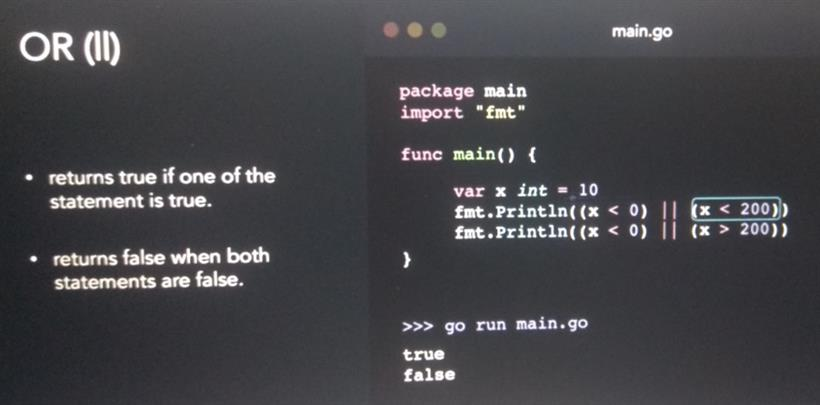 OR (||)
• returns true if one of the
statement is true.
• returns false when both
statements are false.
main.go
package main
import "fmt"
func main() {
var x int = 10
fmt.Println((x < 0) || (x < 200))
fmt.Println((x < 0) || (x > 200))
}
>>> go run main.go
true
false